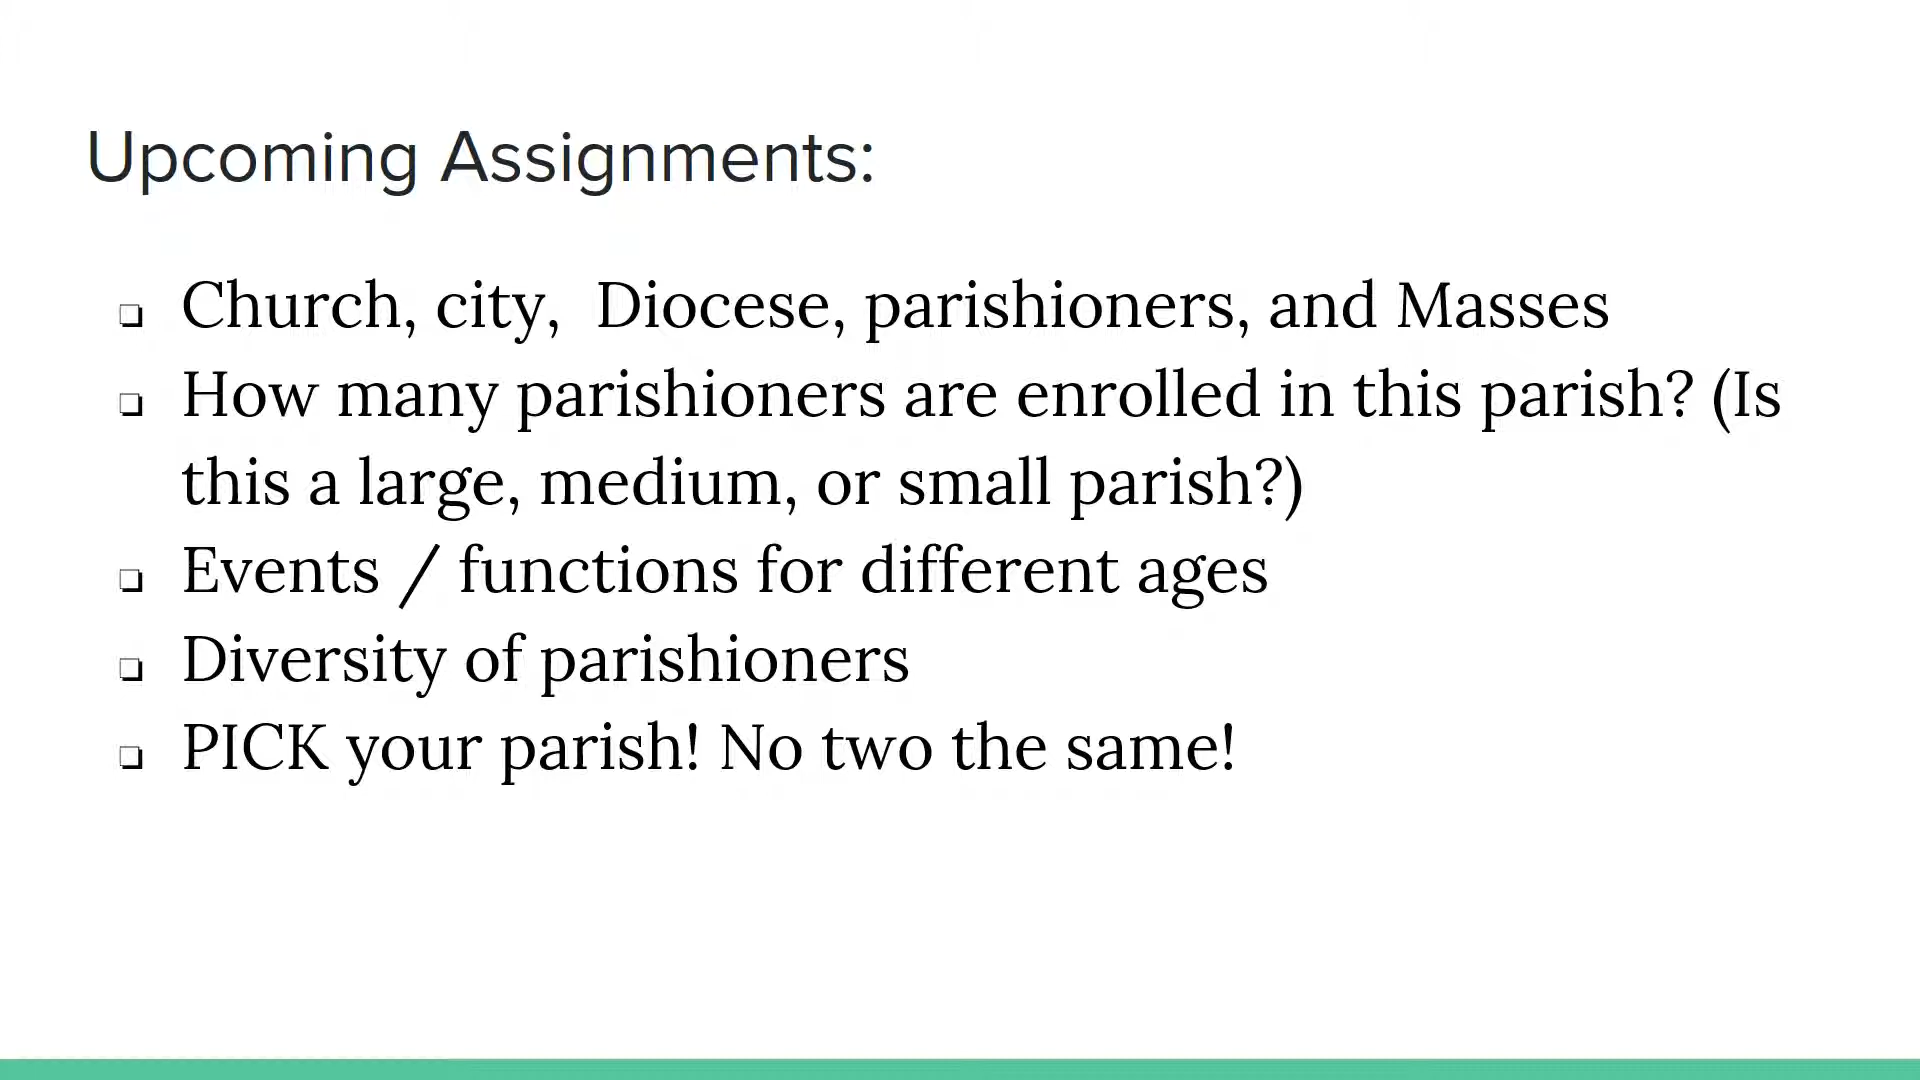 Upcoming Assignments:
❏ Church, city,  Diocese, parishioners, and Masses
❏ How many parishioners are enrolled in this parish? (Is
this a large, medium, or small parish?)
❏ Events / functions for different ages
❏ Diversity of parishioners
❏ PICK your parish! No two the same!